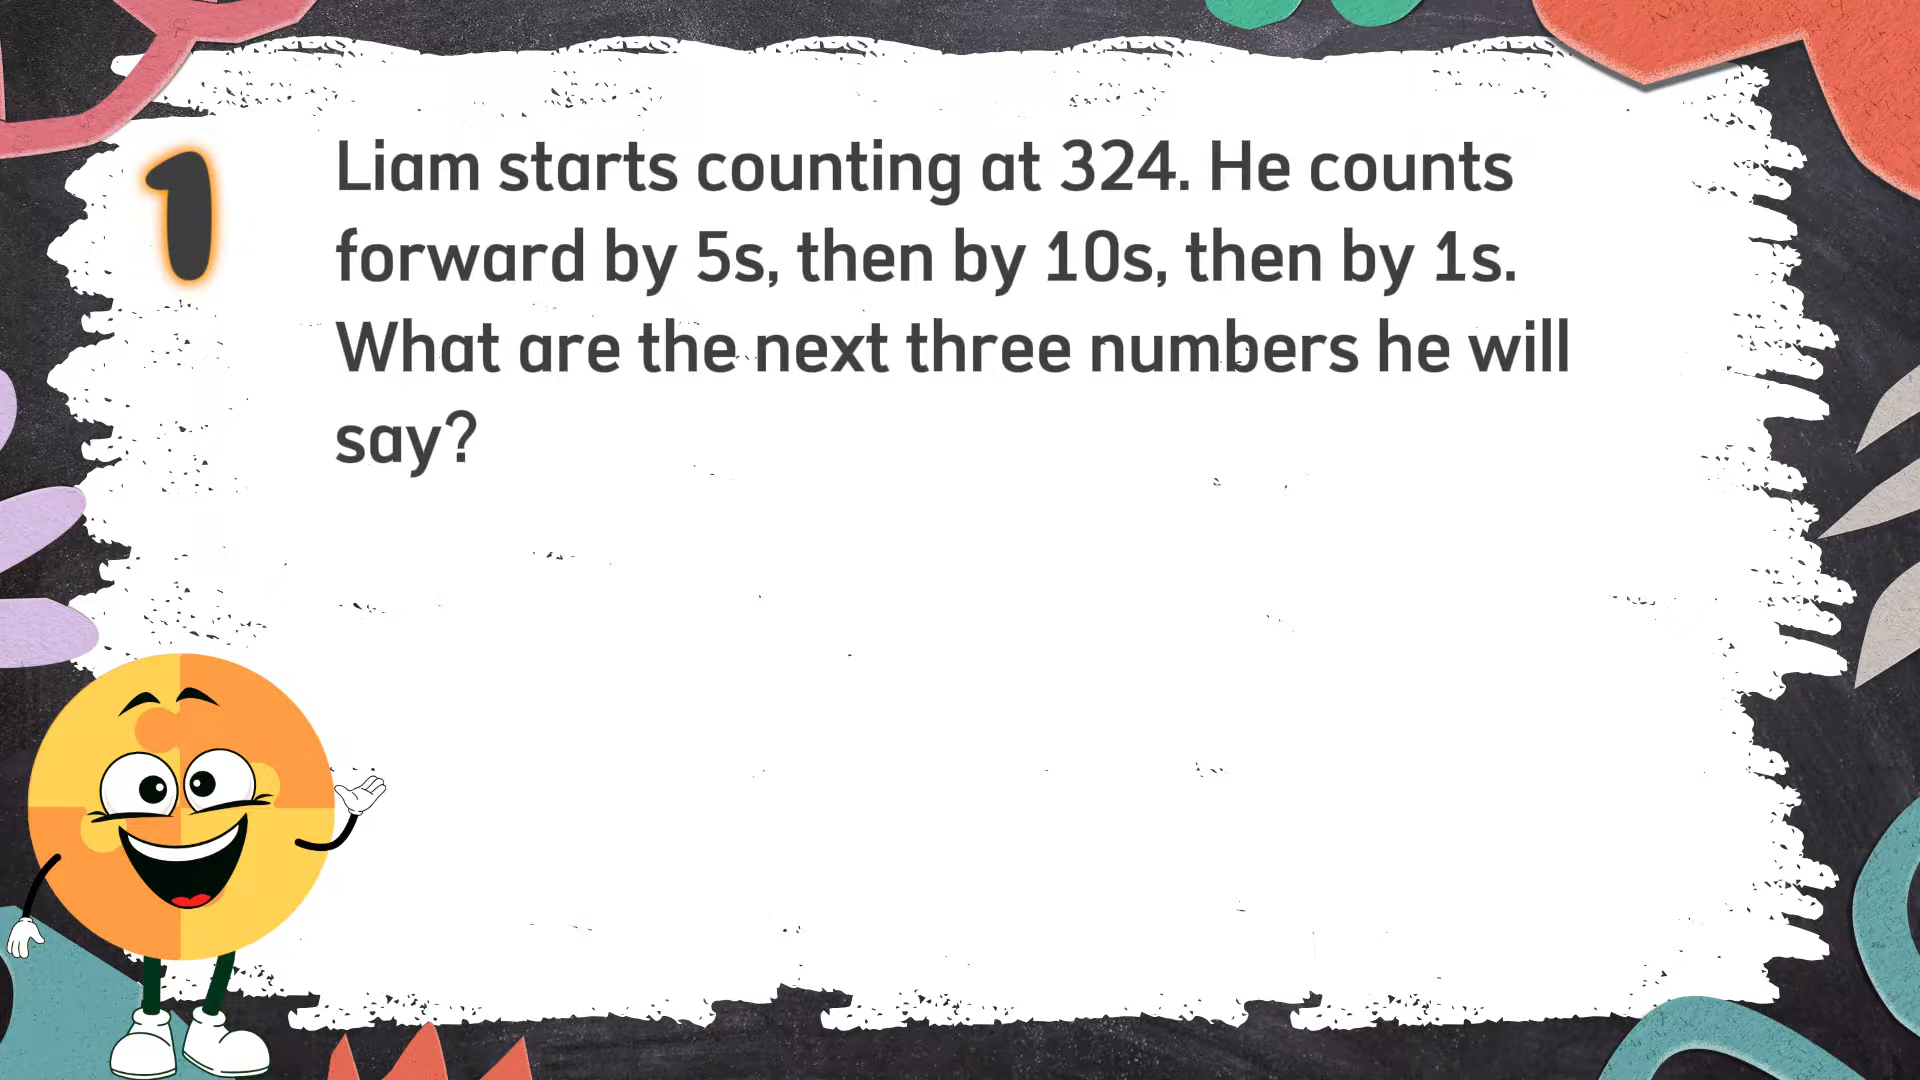 1
Liam starts counting at 324. He counts
forward by 5s, then by 10s, then by 1s.
What are the next three numbers he will
say?